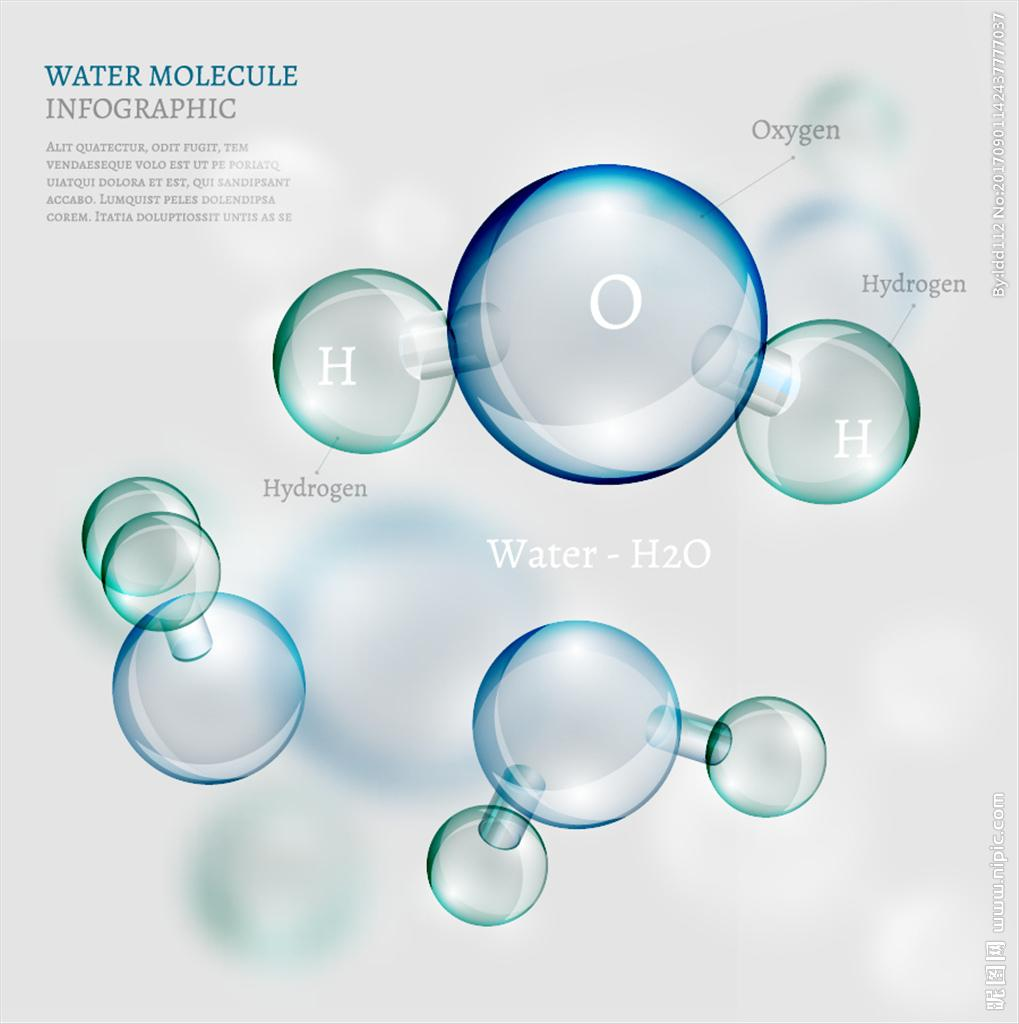 WATER MOLECULE
INFOGRAPHIC
Alit quatectur, odit fugit, tem
vendaeseque volo est ut pe poriatq
uiatqui dolora et est, qui sandipsant
accabo. Lumquist peles dolendipsa
corem. Itatia doluptiossit untis as se
Oxygen
Hydrogen
O
H
H
Hydrogen
Water - H2O
By:ldd112 No:20170901142437777037
昵图网 www.nipic.com